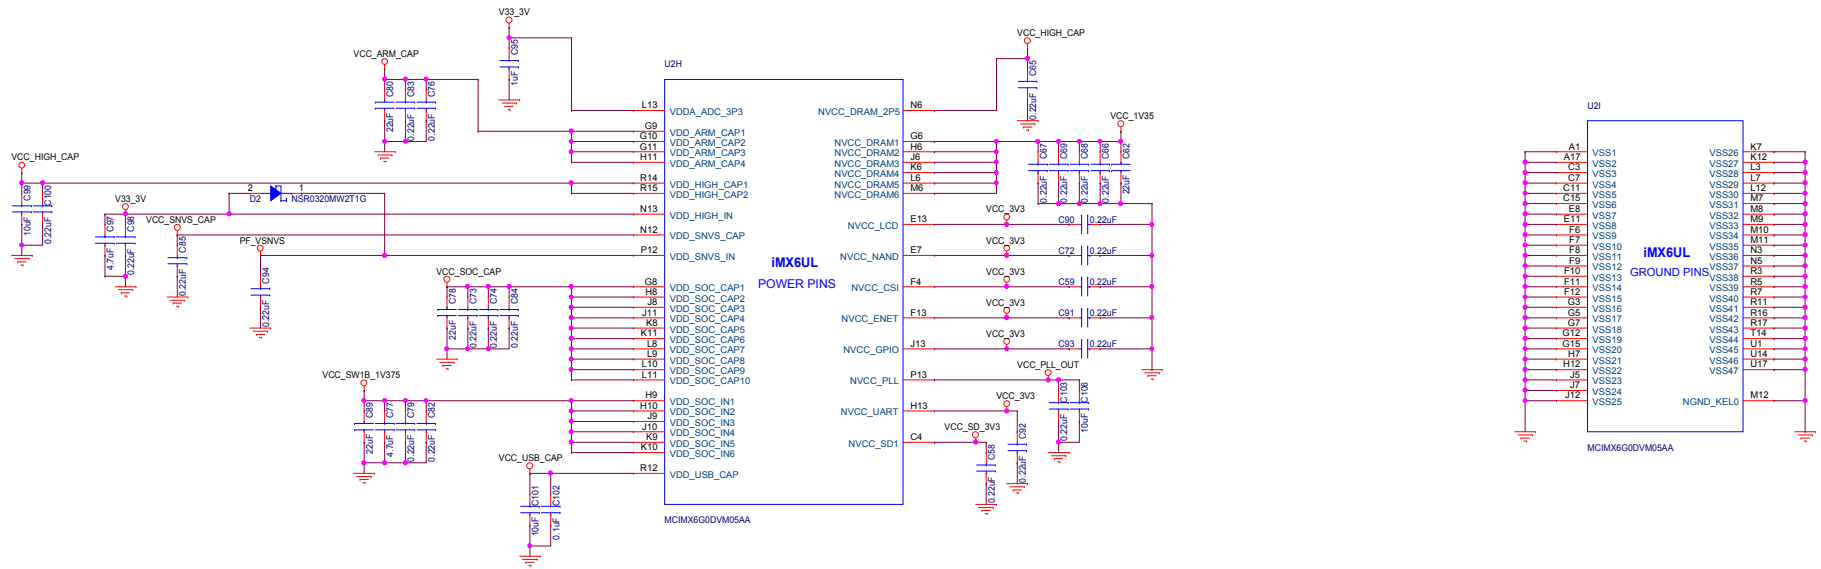 V33_3V
C95
1uF
VCC_ARM_CAP
C80
C83
C76
22uF
0.22uF
0.22uF
VCC_HIGH_CAP
C99
C100
10uF
0.22uF
2
1
D2
NSR0320MW2T1G
V33_3V
C97
C98
4.7uF
0.22uF
VCC_SNVS_CAP
C85
0.22uF
PF_VSNVS
C94
0.22uF
VCC_SOC_CAP
C78
C73
C74
C84
22uF
0.22uF
0.22uF
0.22uF
VCC_SW1B_1V375
C89
C77
C79
C82
22uF
4.7uF
0.22uF
0.22uF
VCC_USB_CAP
C101
C102
10uF
0.1uF
U2H
L13 VDDA_ADC_3P3
G9 VDD_ARM_CAP1
G10 VDD_ARM_CAP2
G11 VDD_ARM_CAP3
H11 VDD_ARM_CAP4
R14 VDD_HIGH_CAP1
R15 VDD_HIGH_CAP2
N13 VDD_HIGH_IN
N12 VDD_SNVS_CAP
P12 VDD_SNVS_IN
G8 VDD_SOC_CAP1
H8 VDD_SOC_CAP2
J8 VDD_SOC_CAP3
J11 VDD_SOC_CAP4
K8 VDD_SOC_CAP5
K11 VDD_SOC_CAP6
L8 VDD_SOC_CAP7
L9 VDD_SOC_CAP8
L10 VDD_SOC_CAP9
L11 VDD_SOC_CAP10
H9 VDD_SOC_IN1
H10 VDD_SOC_IN2
J9 VDD_SOC_IN3
J10 VDD_SOC_IN4
K9 VDD_SOC_IN5
K10 VDD_SOC_IN6
R12 VDD_USB_CAP
iMX6UL
POWER PINS
NVCC_DRAM_2P5 N6
NVCC_DRAM1 G6
NVCC_DRAM2 H6
NVCC_DRAM3 J6
NVCC_DRAM4 K6
NVCC_DRAM5 L6
NVCC_DRAM6 M6
NVCC_LCD E13
NVCC_NAND E7
NVCC_CSI F4
NVCC_ENET F13
NVCC_GPIO J13
NVCC_PLL P13
NVCC_UART H13
NVCC_SD1 C4
MCIMX6G0DVM05AA
VCC_HIGH_CAP
C65
0.22uF
VCC_1V35
C67
C69
C68
C66
C62
0.22uF
0.22uF
0.22uF
0.22uF
22uF
VCC_3V3
C90 0.22uF
VCC_3V3
C72 0.22uF
VCC_3V3
C59 0.22uF
VCC_3V3
C91 0.22uF
VCC_3V3
C93 0.22uF
VCC_PLL_OUT
C103
C106
0.22uF
10uF
VCC_3V3
C92
0.22uF
VCC_SD_3V3
C58
0.22uF
U2I
A1 VSS1
A17 VSS2
C3 VSS3
C7 VSS4
C11 VSS5
C15 VSS6
E8 VSS7
E11 VSS8
F6 VSS9
F7 VSS10
F8 VSS11
F9 VSS12
F10 VSS13
F11 VSS14
F12 VSS15
G3 VSS16
G5 VSS17
G7 VSS18
G12 VSS19
G15 VSS20
H7 VSS21
H12 VSS22
J5 VSS23
J7 VSS24
J12 VSS25
iMX6UL
GROUND PINS
VSS26 K7
VSS27 K12
VSS28 L3
VSS29 L7
VSS30 L12
VSS31 M7
VSS32 M8
VSS33 M9
VSS34 M10
VSS35 M11
VSS36 N3
VSS37 N5
VSS38 R3
VSS39 R5
VSS40 R7
VSS41 R11
VSS42 R16
VSS43 R17
VSS44 T14
VSS45 U1
VSS46 U14
VSS47 U17
NGND_KEL0 M12
MCIMX6G0DVM05AA